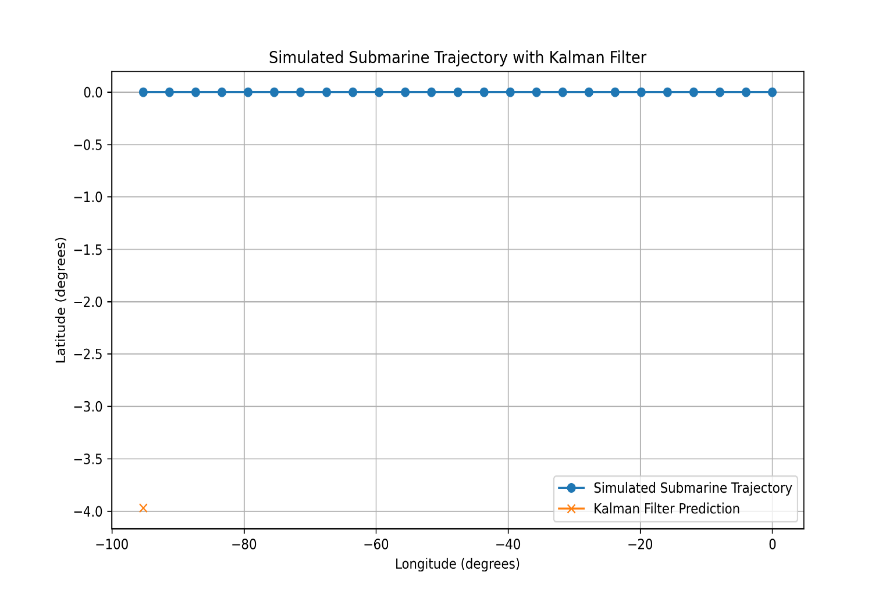 Simulated Submarine Trajectory with Kalman Filter
0.0
−0.5
−1.0
−1.5
−2.0
−2.5
−3.0
−3.5
−4.0
Latitude (degrees)
Simulated Submarine Trajectory
Kalman Filter Prediction
−100 −80 −60 −40 −20 0
Longitude (degrees)